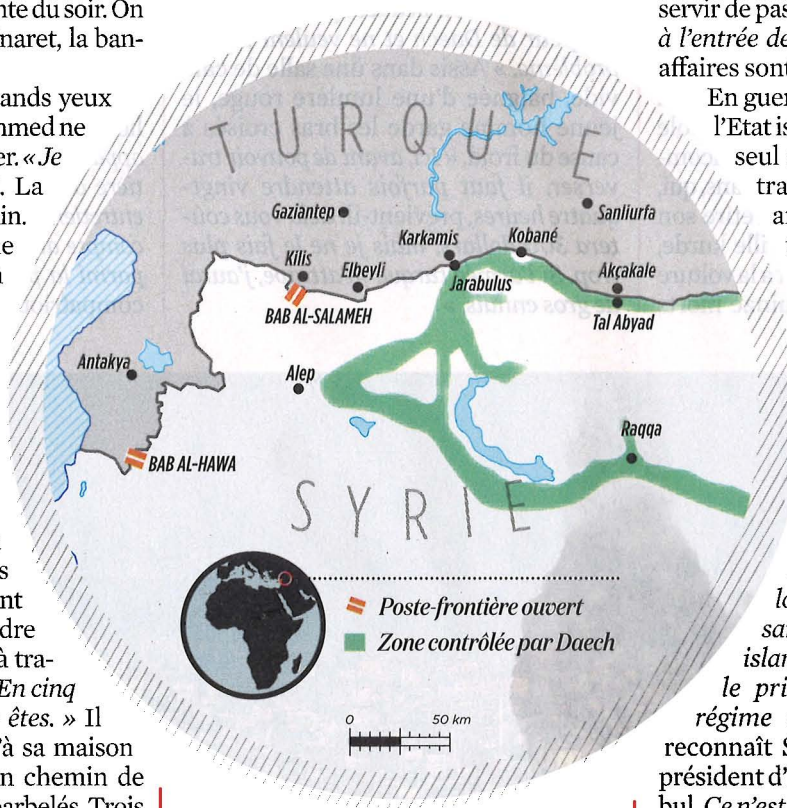 nte du soir. On
naret, la ban-
ands yeux
nmed ne
er. « Je
. La
in.
e
servir de pas
à l'entrée de
affaires sont
En guer
l'Etat is
seul
tra
a
TURQUIE
Gaziantep
Sanliurfa
Karkamis
Kobané
Kilis
Elbeyli
Akçakale
Jarabulus
BAB AL-SALAMEH
Tal Abyad
Antakya
Alep
BAB AL-HAWA
Raqqa
SYRIE
Poste-frontière ouvert
Zone contrôlée par Daech
0 50 km
s
nt
dre
à tra-
En cinq
êtes. » Il
'à sa maison
n chemin de
arbelés. Trois
la
sa
islan
le pri
régime
reconnaît S
président d'
bul. Ce n'est